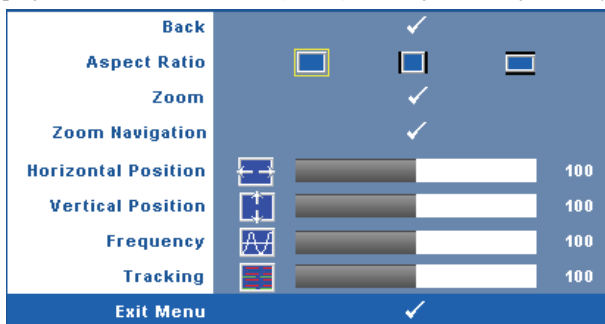 Back
Aspect Ratio
Zoom
Zoom Navigation
Horizontal Position 100
Vertical Position 100
Frequency 100
Tracking 100
Exit Menu